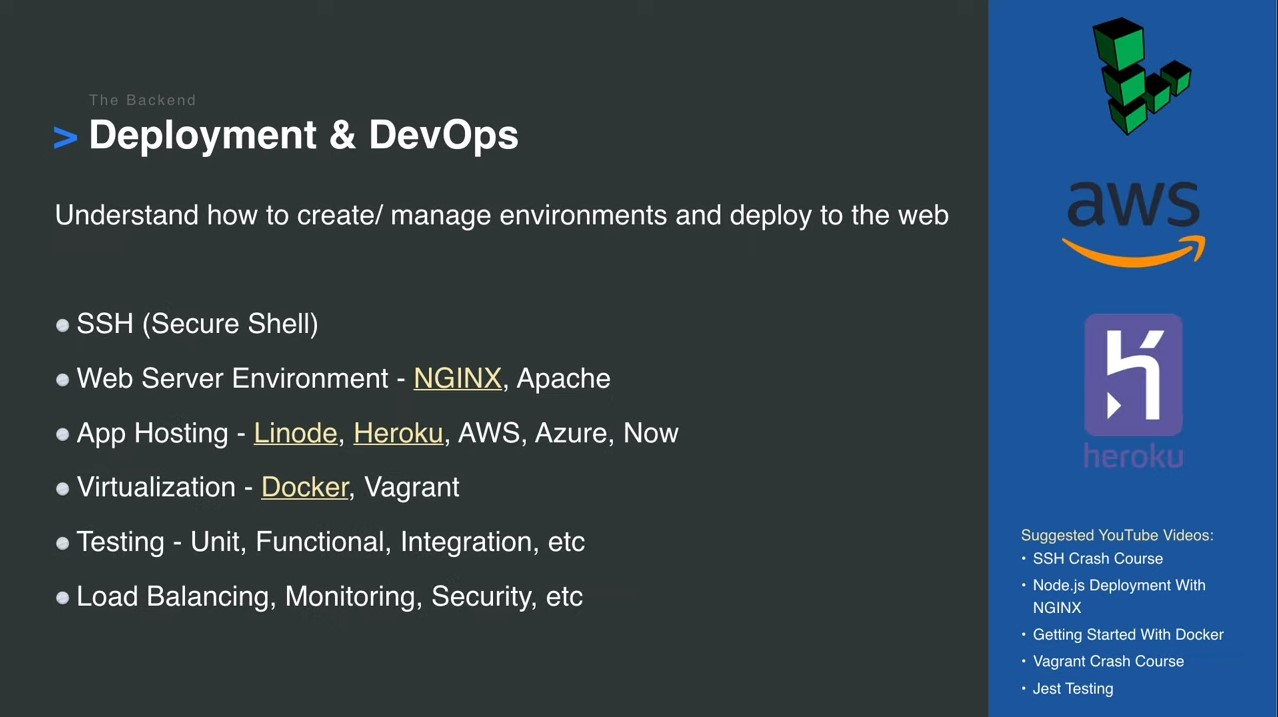 The Backend
> Deployment & DevOps
Understand how to create/ manage environments and deploy to the web
SSH (Secure Shell)
Web Server Environment - NGINX, Apache
App Hosting - Linode, Heroku, AWS, Azure, Now
Virtualization - Docker, Vagrant
Testing - Unit, Functional, Integration, etc
Load Balancing, Monitoring, Security, etc
aws
heroku
Suggested YouTube Videos:
• SSH Crash Course
• Node.js Deployment With
NGINX
• Getting Started With Docker
• Vagrant Crash Course
• Jest Testing